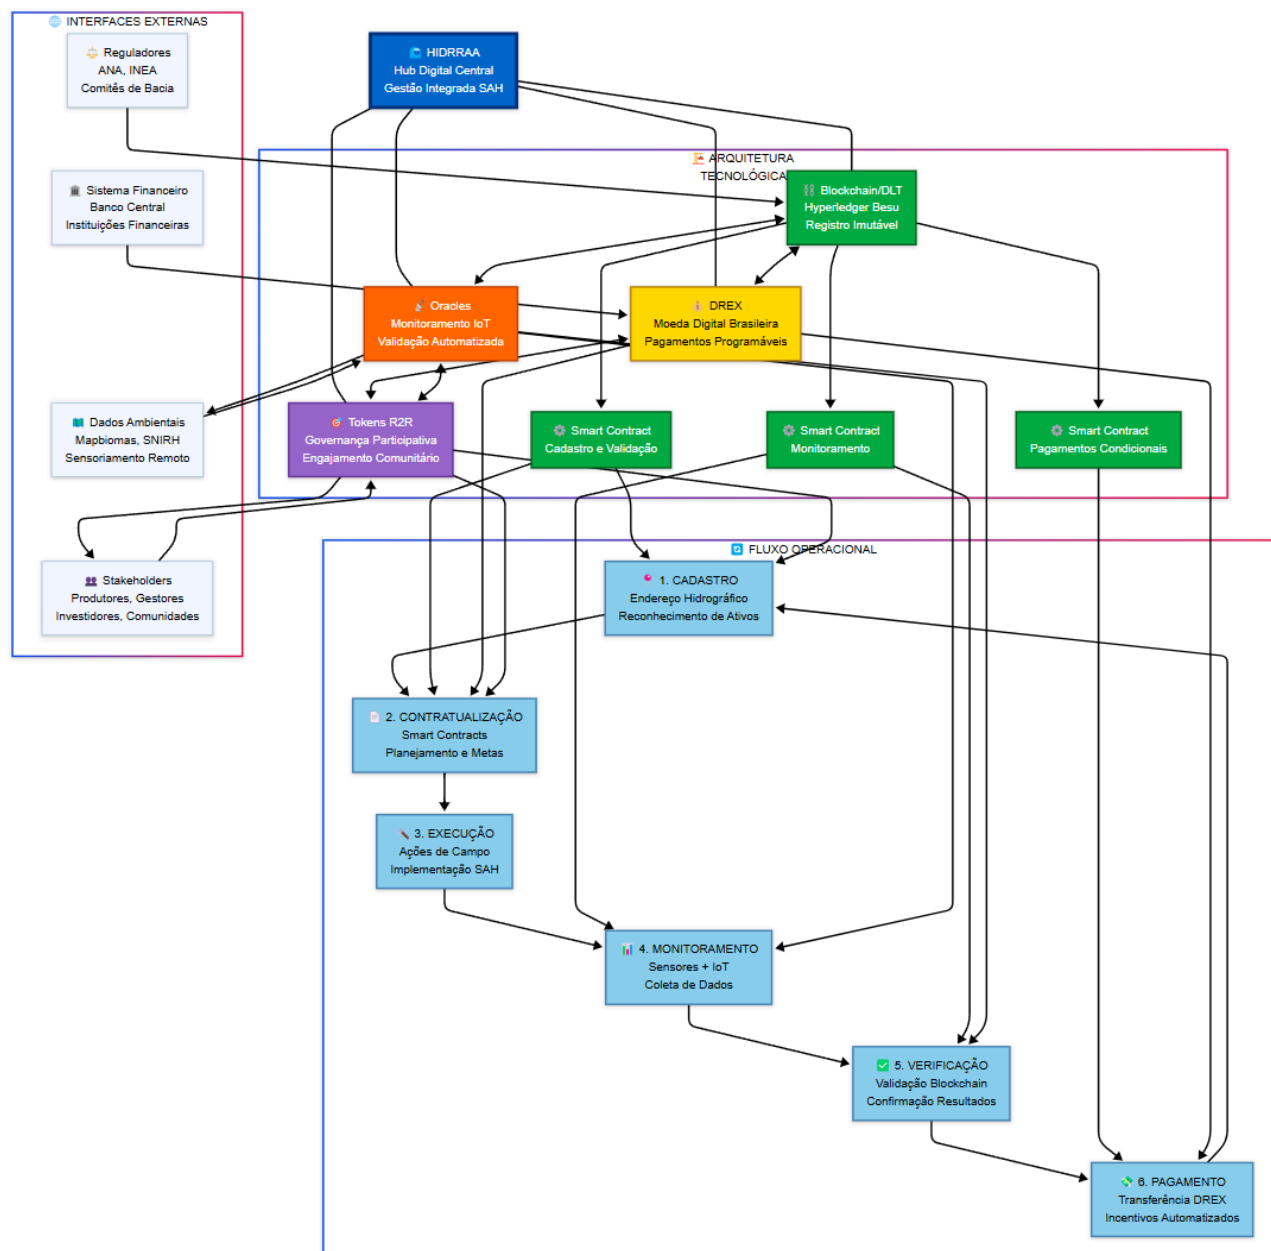 🌐 INTERFACES EXTERNAS
⚖️ Reguladores
ANA, INEA
Comitês de Bacia
🏛️ Sistema Financeiro
Banco Central
Instituições Financeiras
🗺️ Dados Ambientais
Mapbiomas, SNIRH
Sensoriamento Remoto
👥 Stakeholders
Produtores, Gestores
Investidores, Comunidades
🌊 HIDRRAA
Hub Digital Central
Gestão Integrada SAH
🏗️ ARQUITETURA
TECNOLÓGICA
⛓️ Blockchain/DLT
Hyperledger Besu
Registro Imutável
🛰️ Oracles
Monitoramento IoT
Validação Automatizada
💰 DREX
Moeda Digital Brasileira
Pagamentos Programáveis
🎯 Tokens R2R
Governança Participativa
Engajamento Comunitário
⚙️ Smart Contract
Cadastro e Validação
⚙️ Smart Contract
Monitoramento
⚙️ Smart Contract
Pagamentos Condicionais
🔄 FLUXO OPERACIONAL
📍 1. CADASTRO
Endereço Hidrográfico
Reconhecimento de Ativos
📄 2. CONTRATUALIZAÇÃO
Smart Contracts
Planejamento e Metas
🔨 3. EXECUÇÃO
Ações de Campo
Implementação SAH
📊 4. MONITORAMENTO
Sensores + IoT
Coleta de Dados
✅ 5. VERIFICAÇÃO
Validação Blockchain
Confirmação Resultados
💸 6. PAGAMENTO
Transferência DREX
Incentivos Automatizados